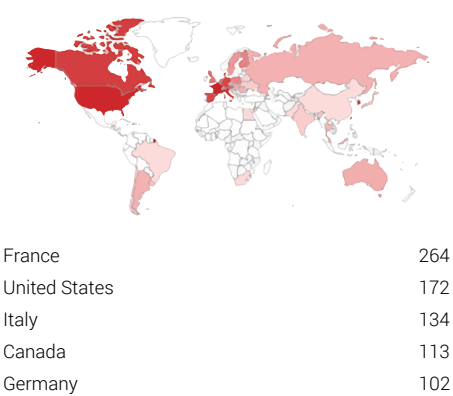 France 264
United States 172
Italy 134
Canada 113
Germany 102